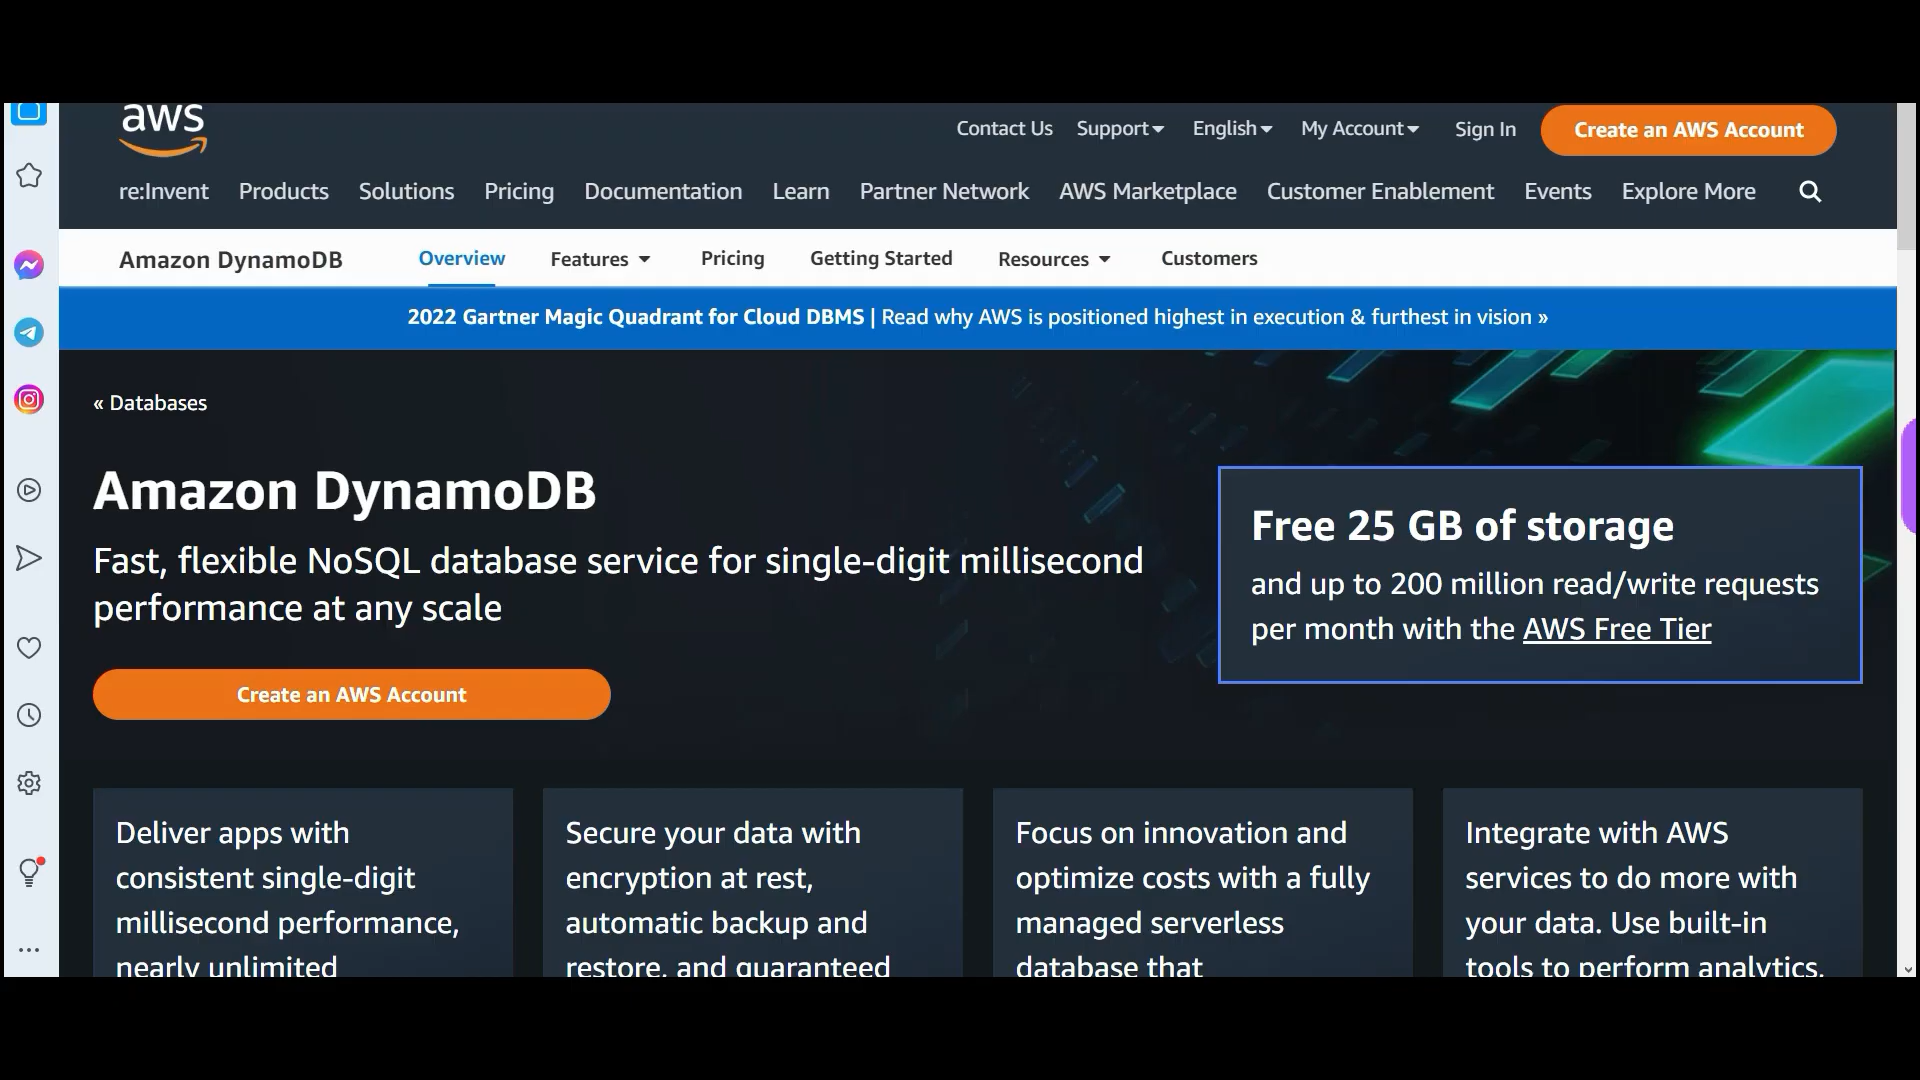 aws
Contact Us Support English My Account Sign In Create an AWS Account
re:Invent Products Solutions Pricing Documentation Learn Partner Network AWS Marketplace Customer Enablement Events Explore More
Amazon DynamoDB Overview Features Pricing Getting Started Resources Customers
2022 Gartner Magic Quadrant for Cloud DBMS | Read why AWS is positioned highest in execution & furthest in vision »
« Databases
Amazon DynamoDB
Fast, flexible NoSQL database service for single-digit millisecond
performance at any scale
Create an AWS Account
Free 25 GB of storage
and up to 200 million read/write requests
per month with the AWS Free Tier
Deliver apps with
consistent single-digit
millisecond performance,
nearly unlimited
Secure your data with
encryption at rest,
automatic backup and
restore, and guaranteed
Focus on innovation and
optimize costs with a fully
managed serverless
database that
Integrate with AWS
services to do more with
your data. Use built-in
tools to perform analytics,